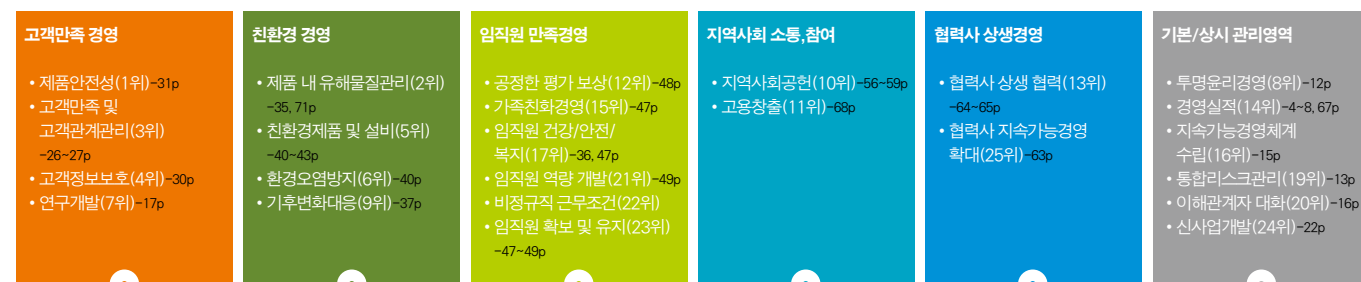 고객만족 경영
• 제품안전성(1위)-31p
• 고객만족 및
고객관계관리(3위)
-26~27p
• 고객정보보호(4위)-30p
• 연구개발(7위)-17p
친환경 경영
• 제품 내 유해물질관리(2위)
-35, 71p
• 친환경제품 및 설비(5위)
-40~43p
• 환경오염방지(6위)-40p
• 기후변화대응(9위)-37p
임직원 만족경영
• 공정한 평가 보상(12위)-48p
• 가족친화경영(15위)-47p
• 임직원 건강/안전/
복지(17위)-36, 47p
• 임직원 역량 개발(21위)-49p
• 비정규직 근무조건(22위)
• 임직원 확보 및 유지(23위)
-47~49p
지역사회 소통,참여
• 지역사회공헌(10위)-56~59p
• 고용창출(11위)-68p
협력사 상생경영
• 협력사 상생 협력(13위)
-64~65p
• 협력사 지속가능경영
확대(25위)-63p
기본/상시 관리영역
• 투명윤리경영(8위)-12p
• 경영실적(14위)-4~8, 67p
• 지속가능경영체계
수립(16위)-15p
• 통합리스크관리(19위)-13p
• 이해관계자 대화(20위)-16p
• 신사업개발(24위)-22p